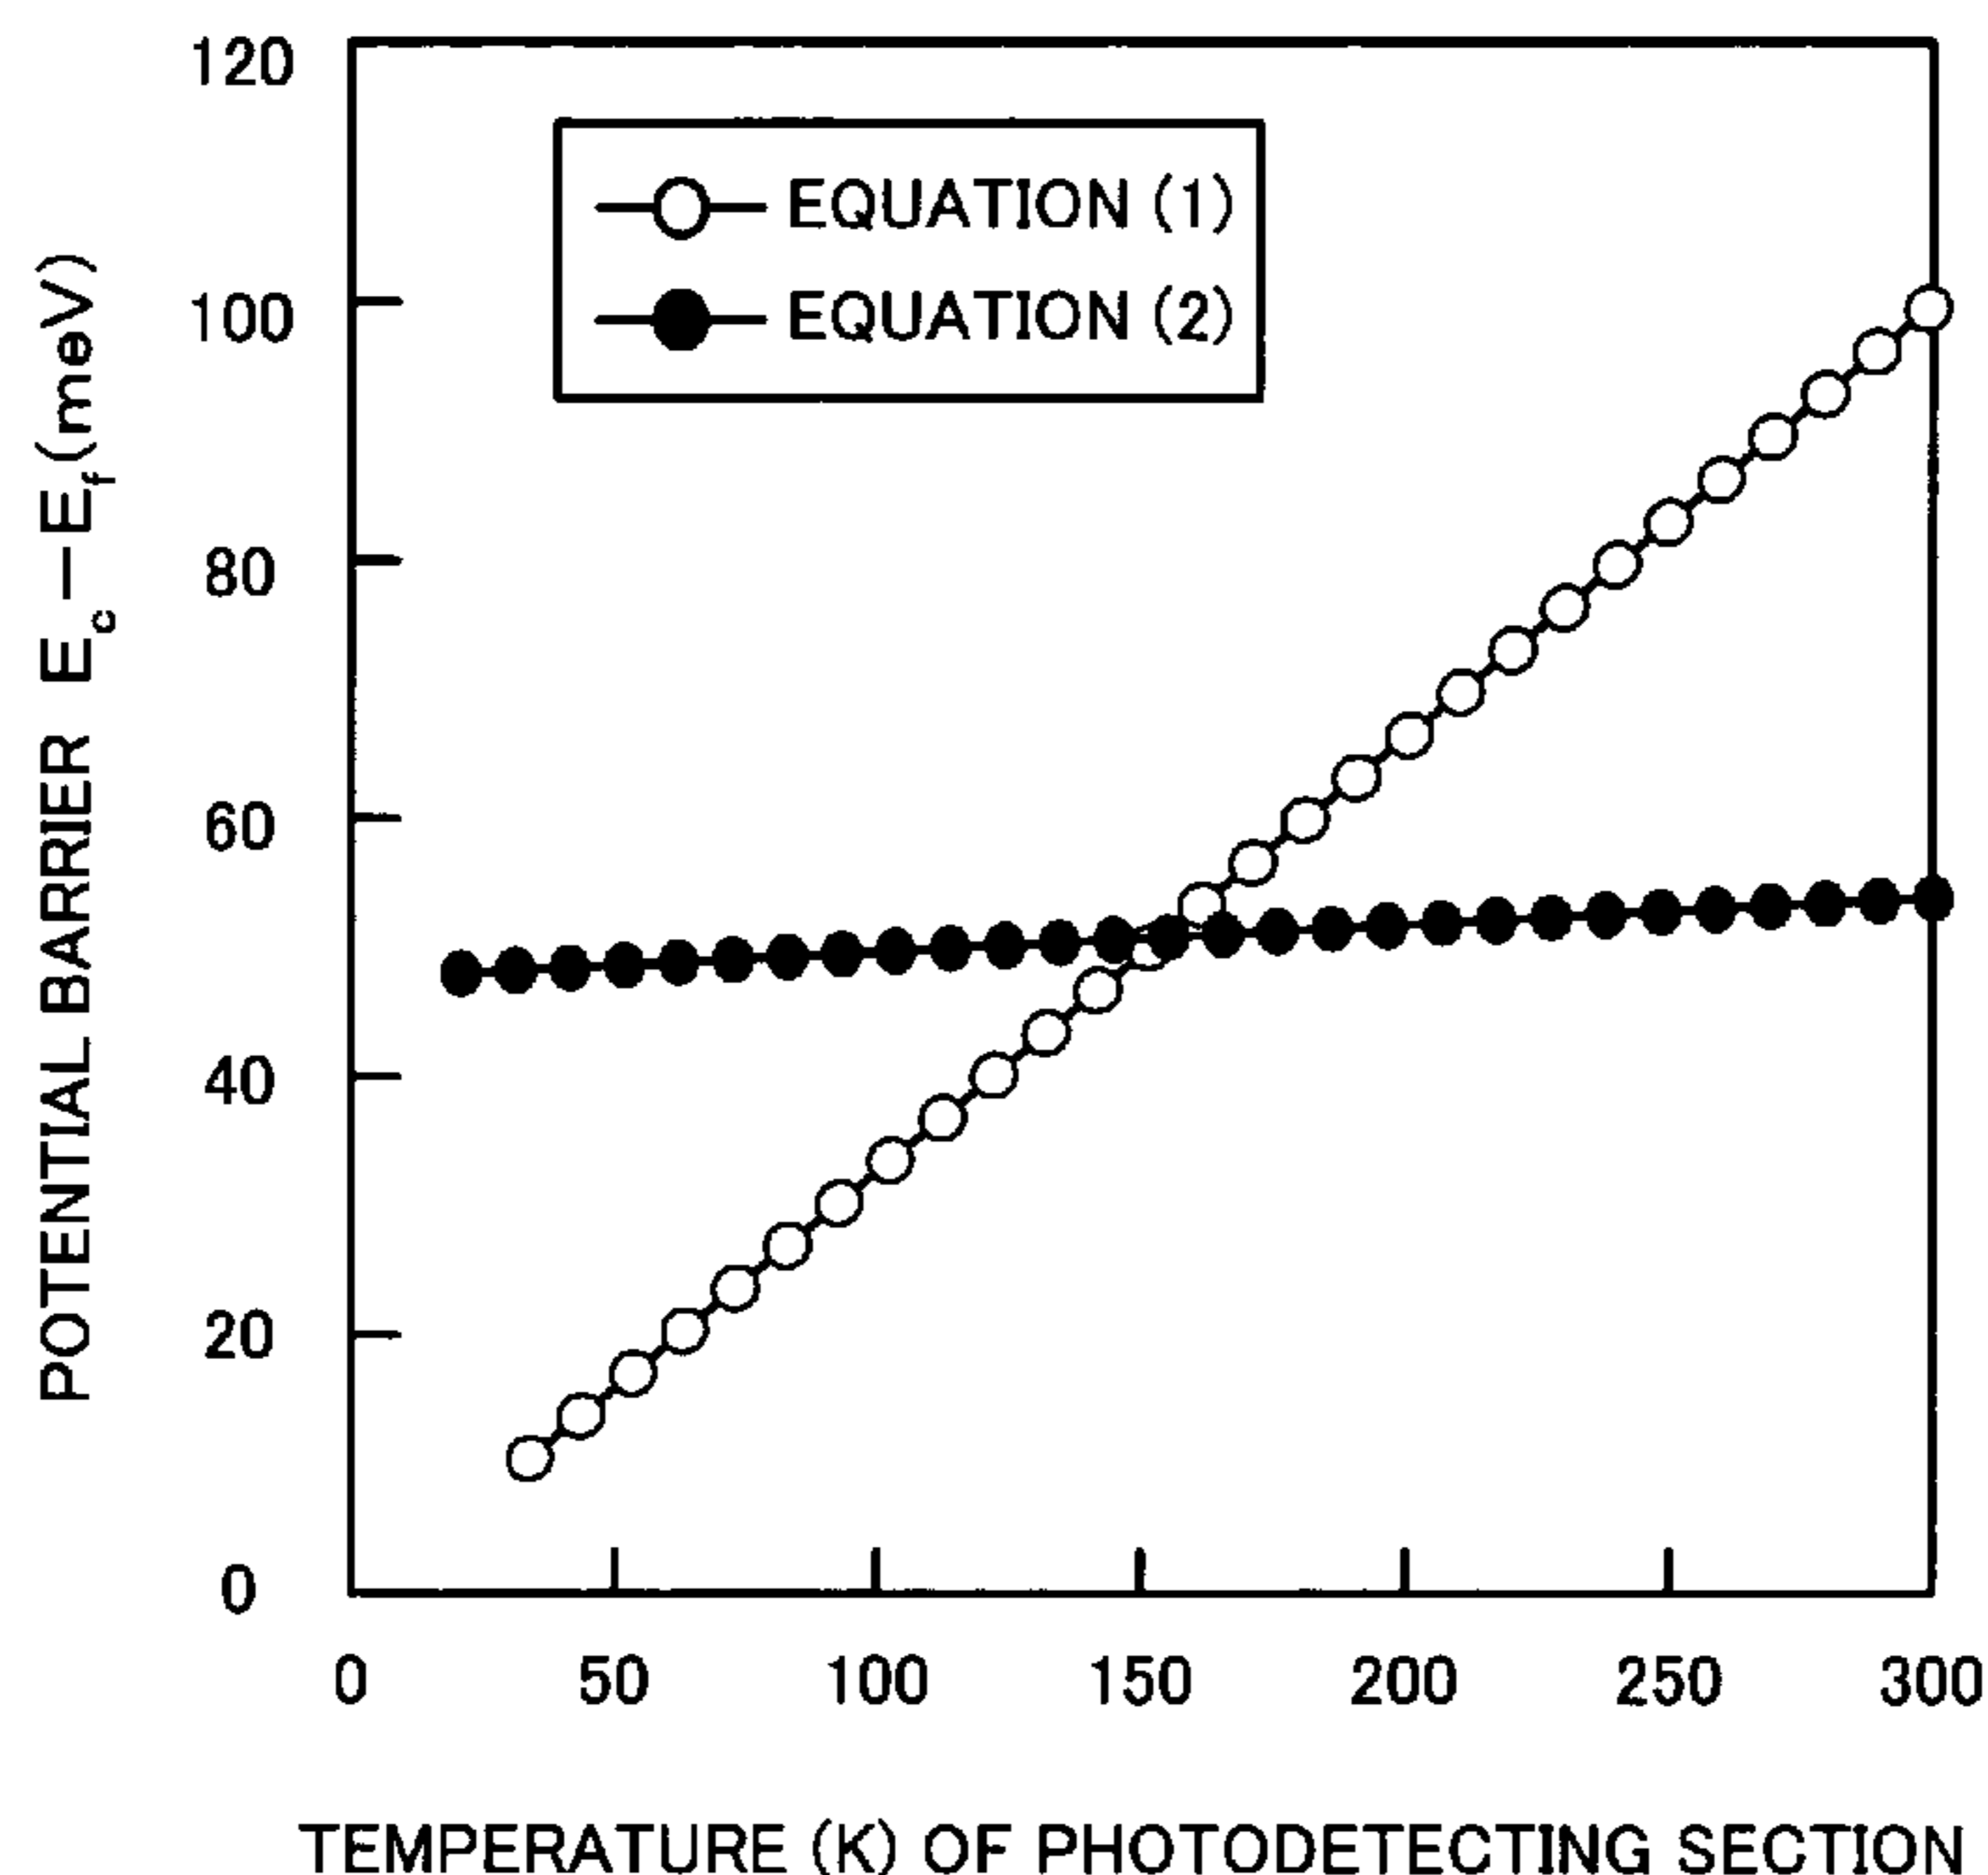 120
100
80
60
40
20
0
POTENTIAL BARRIER Ec－Ef(meV)
EQUATION (1)
EQUATION (2)
0 50 100 150 200 250 300
TEMPERATURE (K) OF PHOTODETECTING SECTION